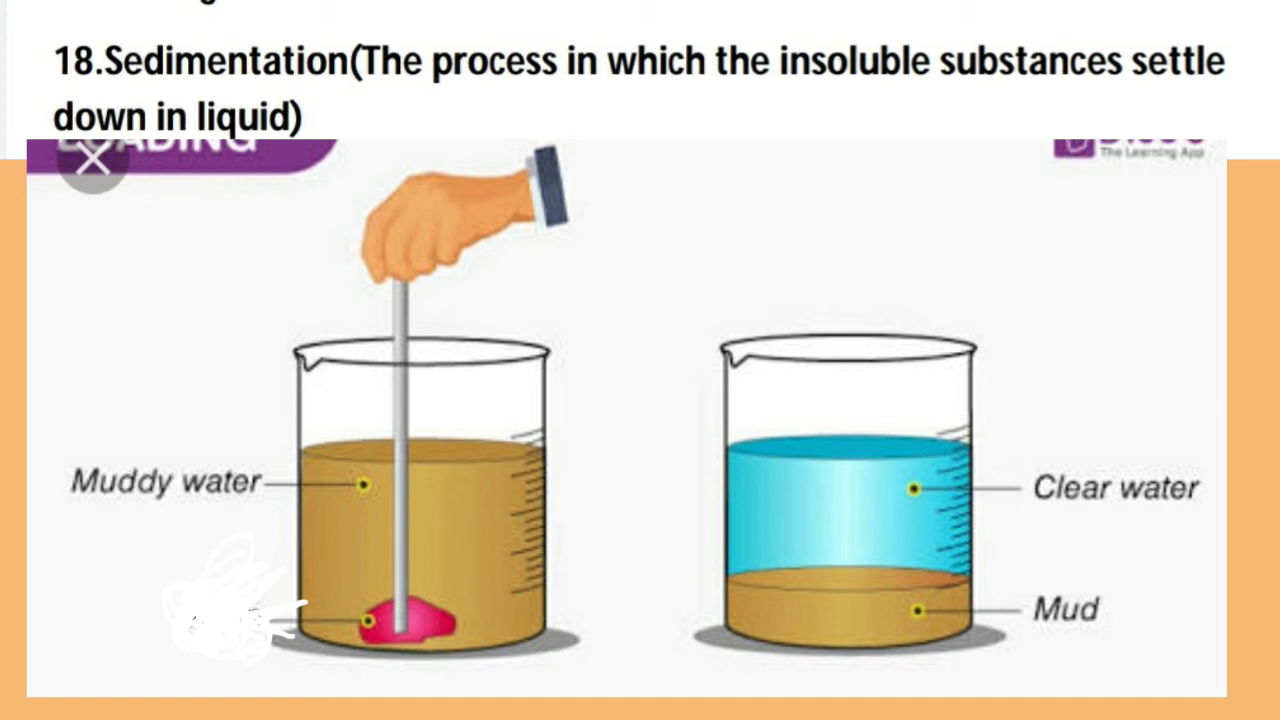 18.Sedimentation(The process in which the insoluble substances settle
down in liquid)
The Learning App
Muddy water
Clear water
Mud